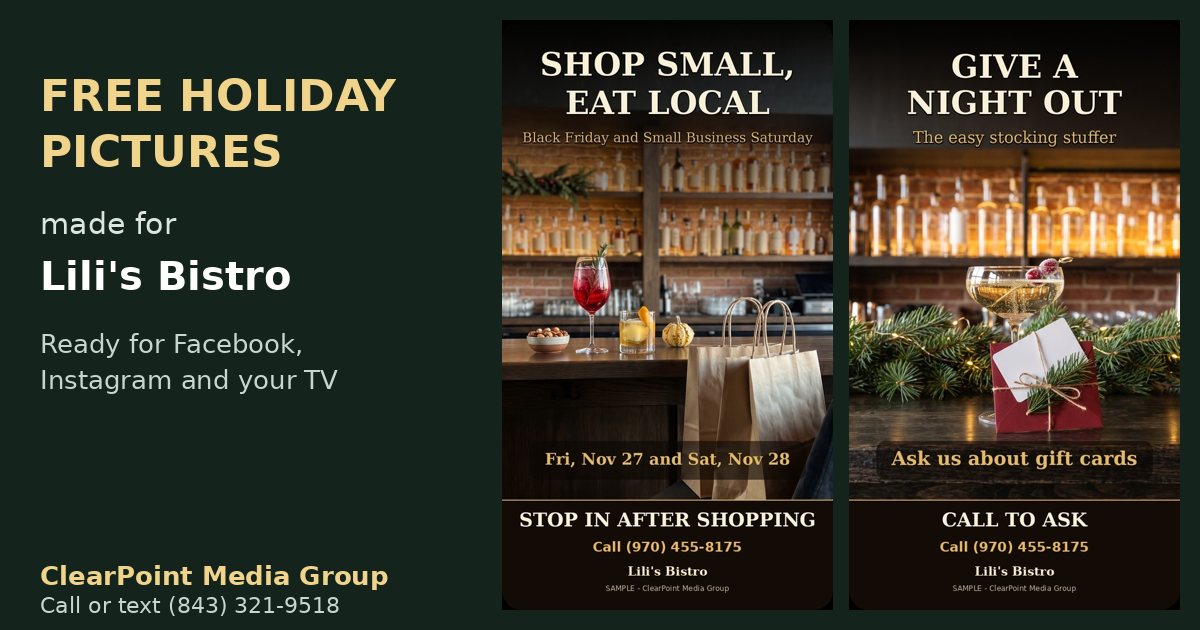 FREE HOLIDAY
PICTURES
made for
Lili's Bistro
Ready for Facebook,
Instagram and your TV
ClearPoint Media Group
Call or text (843) 321-9518
SHOP SMALL,
EAT LOCAL
Black Friday and Small Business Saturday
Fri, Nov 27 and Sat, Nov 28
STOP IN AFTER SHOPPING
Call (970) 455-8175
Lili's Bistro
SAMPLE - ClearPoint Media Group
GIVE A
NIGHT OUT
The easy stocking stuffer
Ask us about gift cards
CALL TO ASK
Call (970) 455-8175
Lili's Bistro
SAMPLE - ClearPoint Media Group